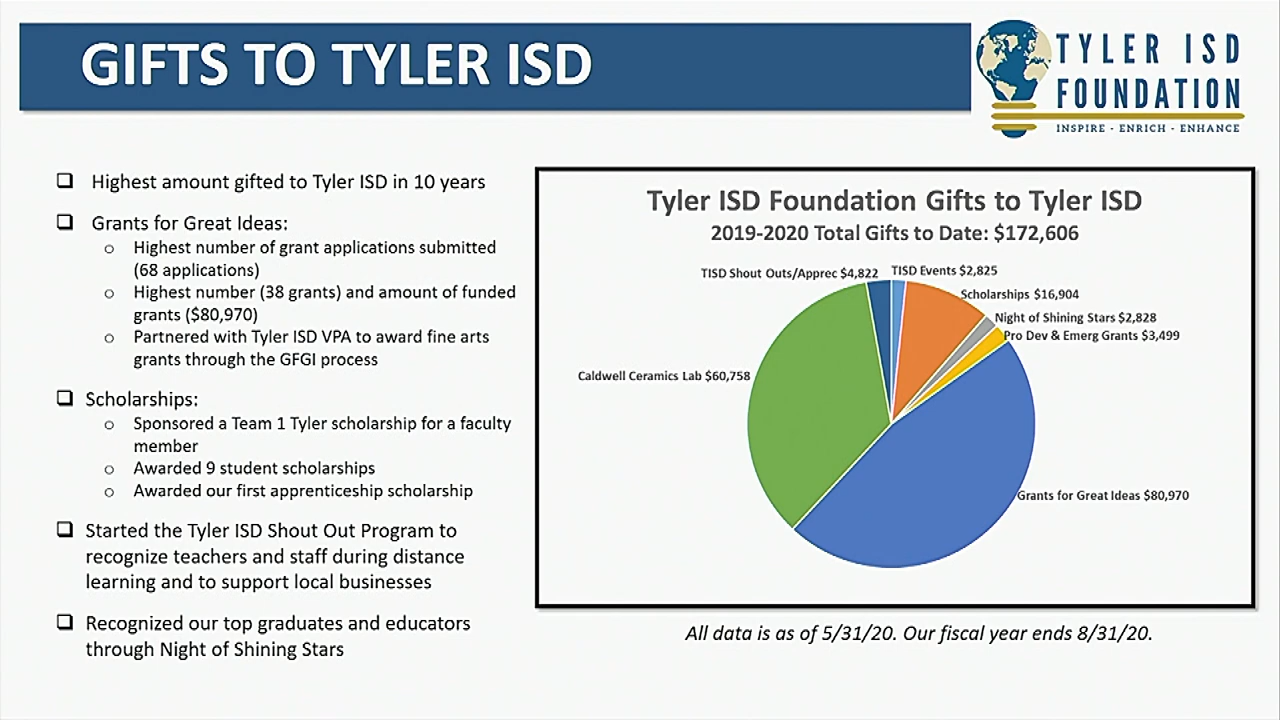 GIFTS TO TYLER ISD
TYLER ISD
FOUNDATION
INSPIRE - ENRICH - ENHANCE
Highest amount gifted to Tyler ISD in 10 years
Grants for Great Ideas:
o Highest number of grant applications submitted
(68 applications)
o Highest number (38 grants) and amount of funded
grants ($80,970)
o Partnered with Tyler ISD VPA to award fine arts
grants through the GFGI process
Scholarships:
o Sponsored a Team 1 Tyler scholarship for a faculty
member
o Awarded 9 student scholarships
o Awarded our first apprenticeship scholarship
Started the Tyler ISD Shout Out Program to
recognize teachers and staff during distance
learning and to support local businesses
Recognized our top graduates and educators
through Night of Shining Stars
Tyler ISD Foundation Gifts to Tyler ISD
2019-2020 Total Gifts to Date: $172,606
TISD Shout Outs/Apprec $4,822
TISD Events $2,825
Scholarships $16,904
Night of Shining Stars $2,828
Pro Dev & Emerg Grants $3,499
Caldwell Ceramics Lab $60,758
Grants for Great Ideas $80,970
All data is as of 5/31/20. Our fiscal year ends 8/31/20.